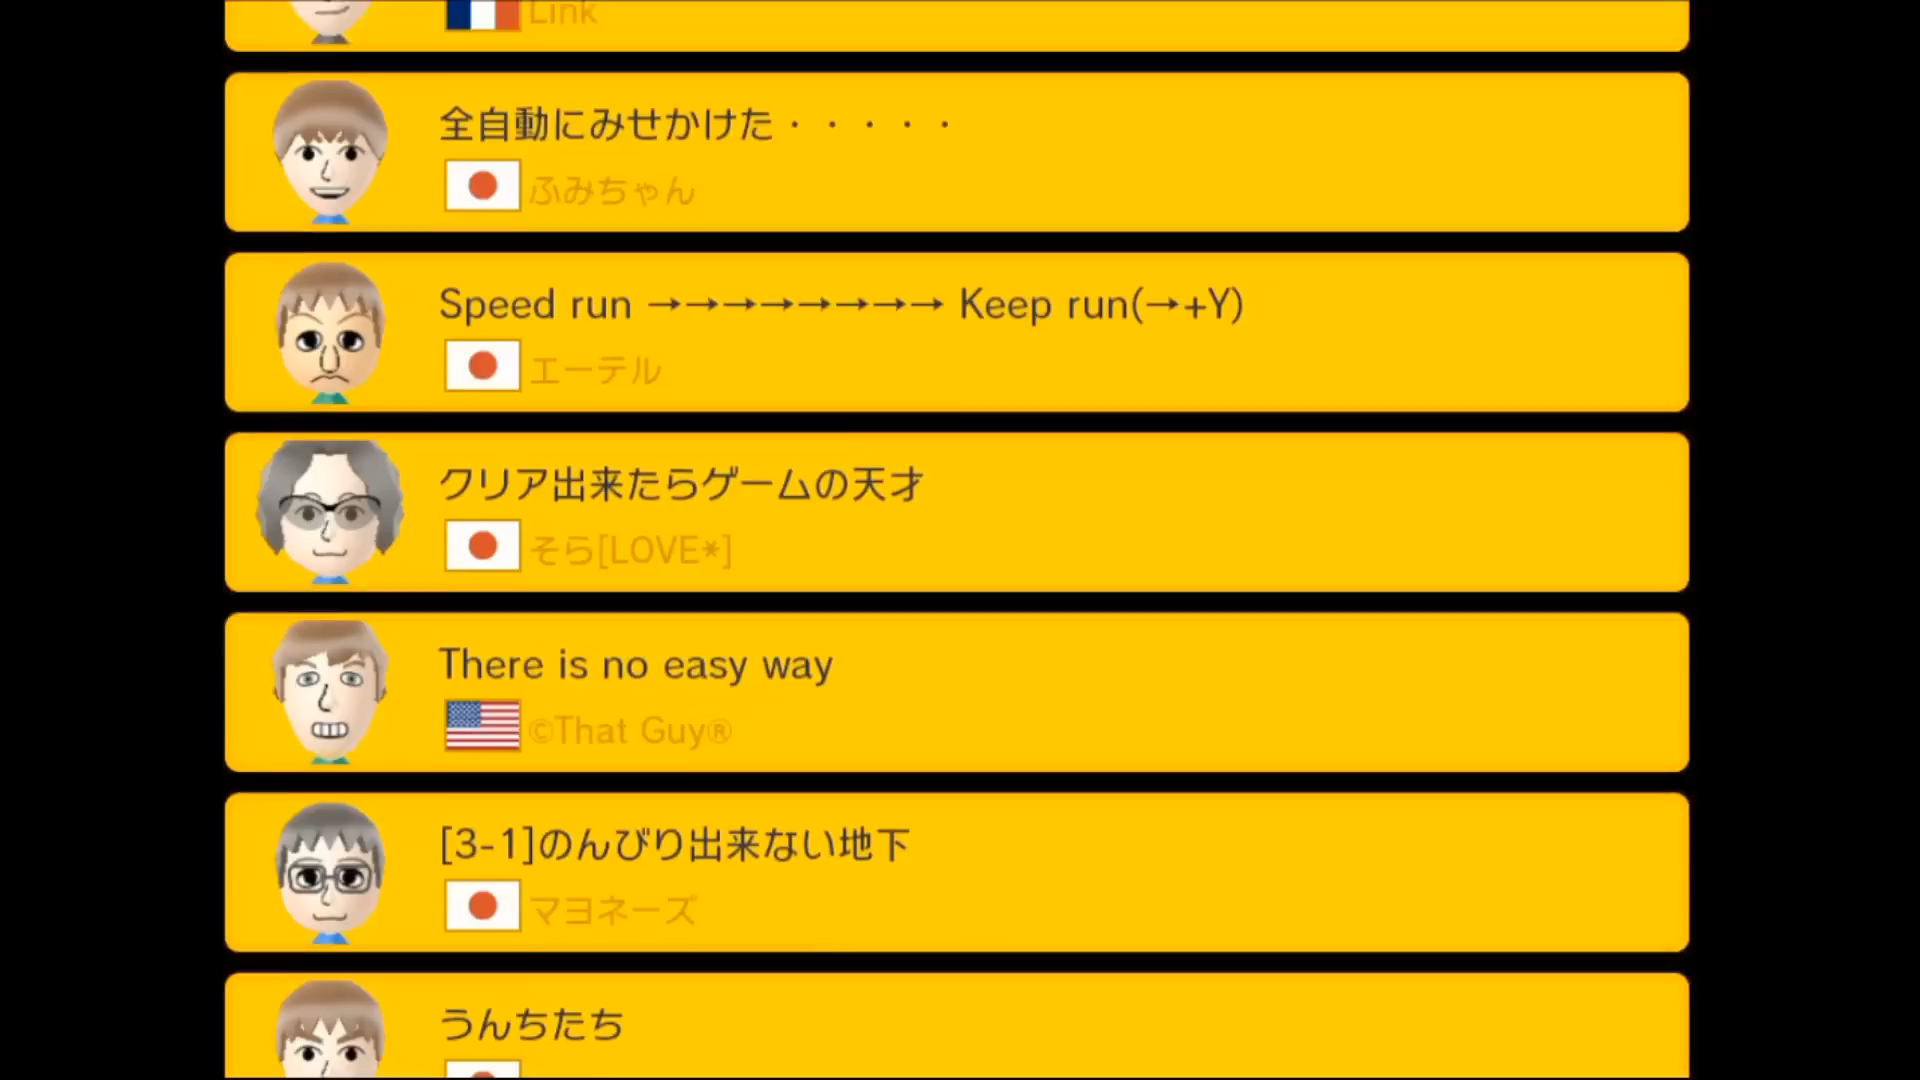 Link
全自動にみせかけた・・・・・
ふみちゃん
Speed run →→→→→→→→ Keep run(→+Y)
エーテル
クリア出来たらゲームの天才
そら[LOVE*]
There is no easy way
©That Guy®
[3-1]のんびり出来ない地下
マヨネーズ
うんちたち